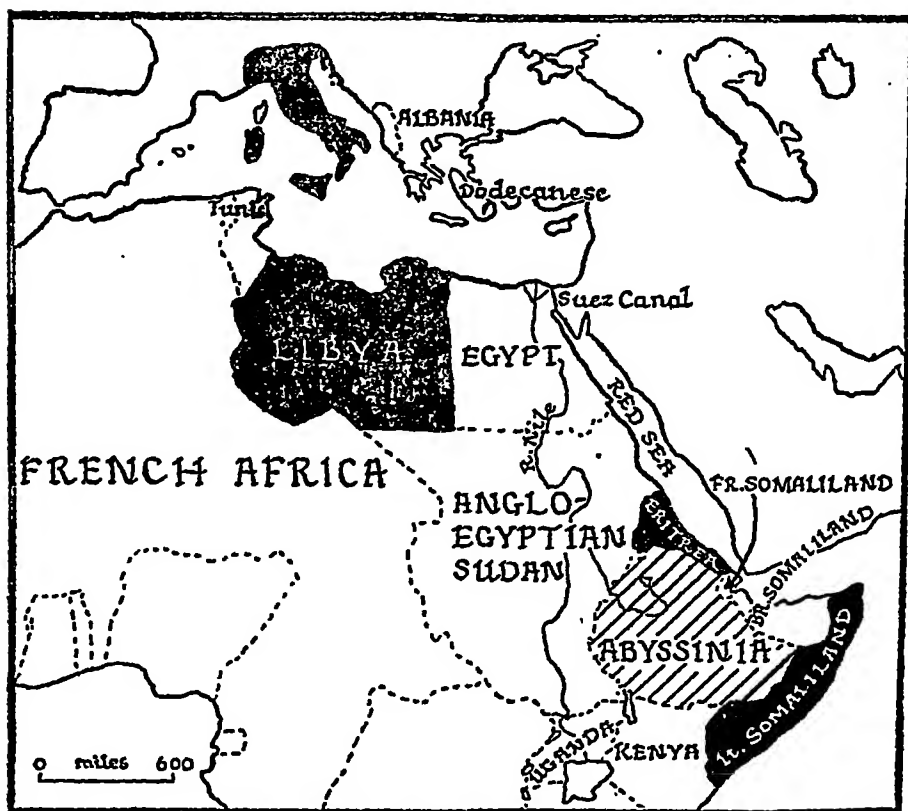 ALBANIA
Dodecanese
Tunis
Suez Canal
LIBYA
EGYPT
RED SEA
R. Nile
FRENCH AFRICA
FR. SOMALILAND
ANGLO-
EGYPTIAN
SUDAN
ERITREA
BR. SOMALILAND
ABYSSINIA
It. SOMALILAND
UGANDA
KENYA
0 miles 600